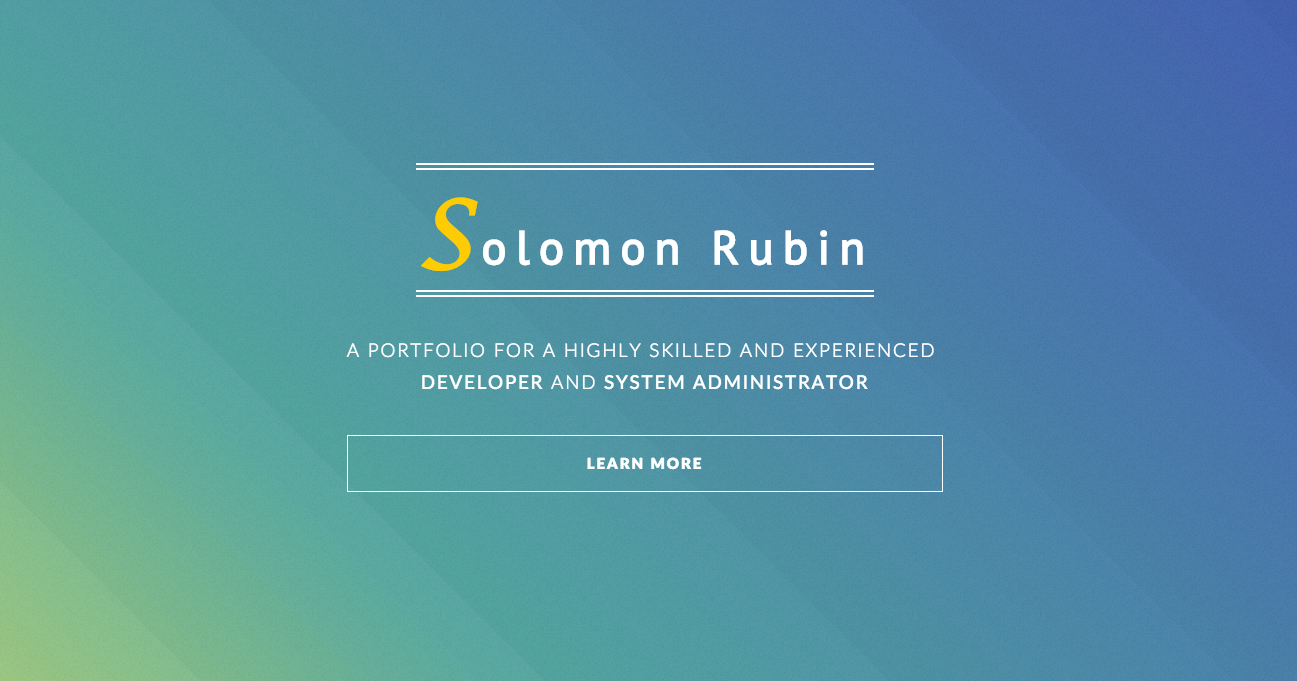 Solomon Rubin
A PORTFOLIO FOR A HIGHLY SKILLED AND EXPERIENCED
DEVELOPER AND SYSTEM ADMINISTRATOR
LEARN MORE